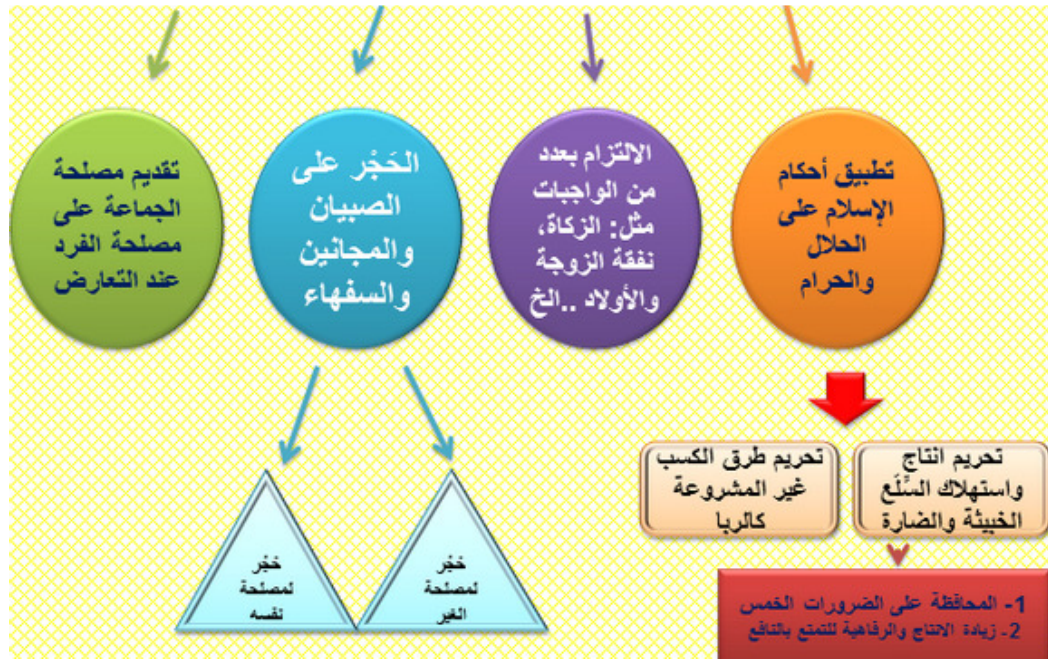 تطبيق أحكام
الإسلام على
الحلال
والحرام
الالتزام بعدد
من الواجبات
مثل: الزكاة،
نفقة الزوجة
والأولاد ..الخ
الحَجْر على
الصبيان
والمجانين
والسفهاء
تقديم مصلحة
الجماعة على
مصلحة الفرد
عند التعارض
تحريم انتاج
واستهلاك السِّلَع
الخبيثة والضارة
تحريم طرق الكسب
غير المشروعة
كالربا
1- المحافظة على الضرورات الخمس
2- زيادة الانتاج والرفاهية للتمتع بالنافع
حَجْر
لمصلحة
الغير
حَجْر
لمصلحة
نفسه